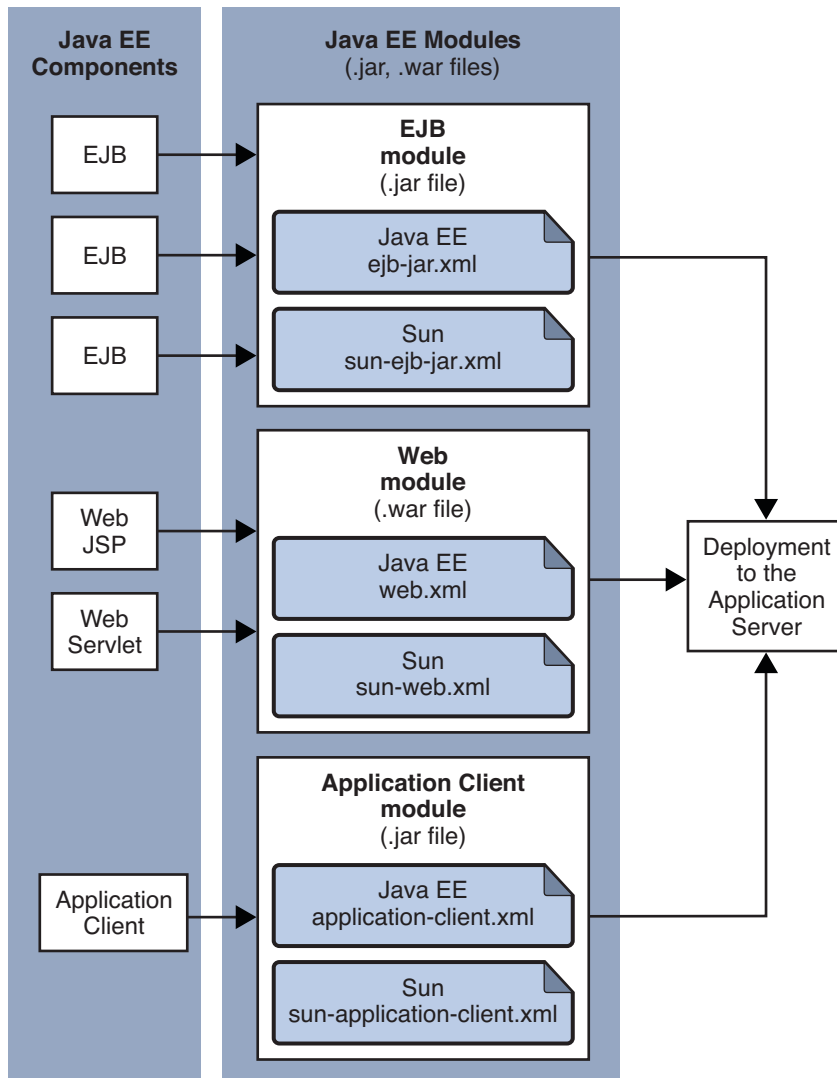 Java EE
Components
Java EE Modules
(.jar, .war files)
EJB
EJB
EJB
EJB
module
(.jar file)
Java EE
ejb-jar.xml
Sun
sun-ejb-jar.xml
Web
JSP
Web
Servlet
Web
module
(.war file)
Java EE
web.xml
Sun
sun-web.xml
Application
Client
Application Client
module
(.jar file)
Java EE
application-client.xml
Sun
sun-application-client.xml
Deployment
to the
Application
Server